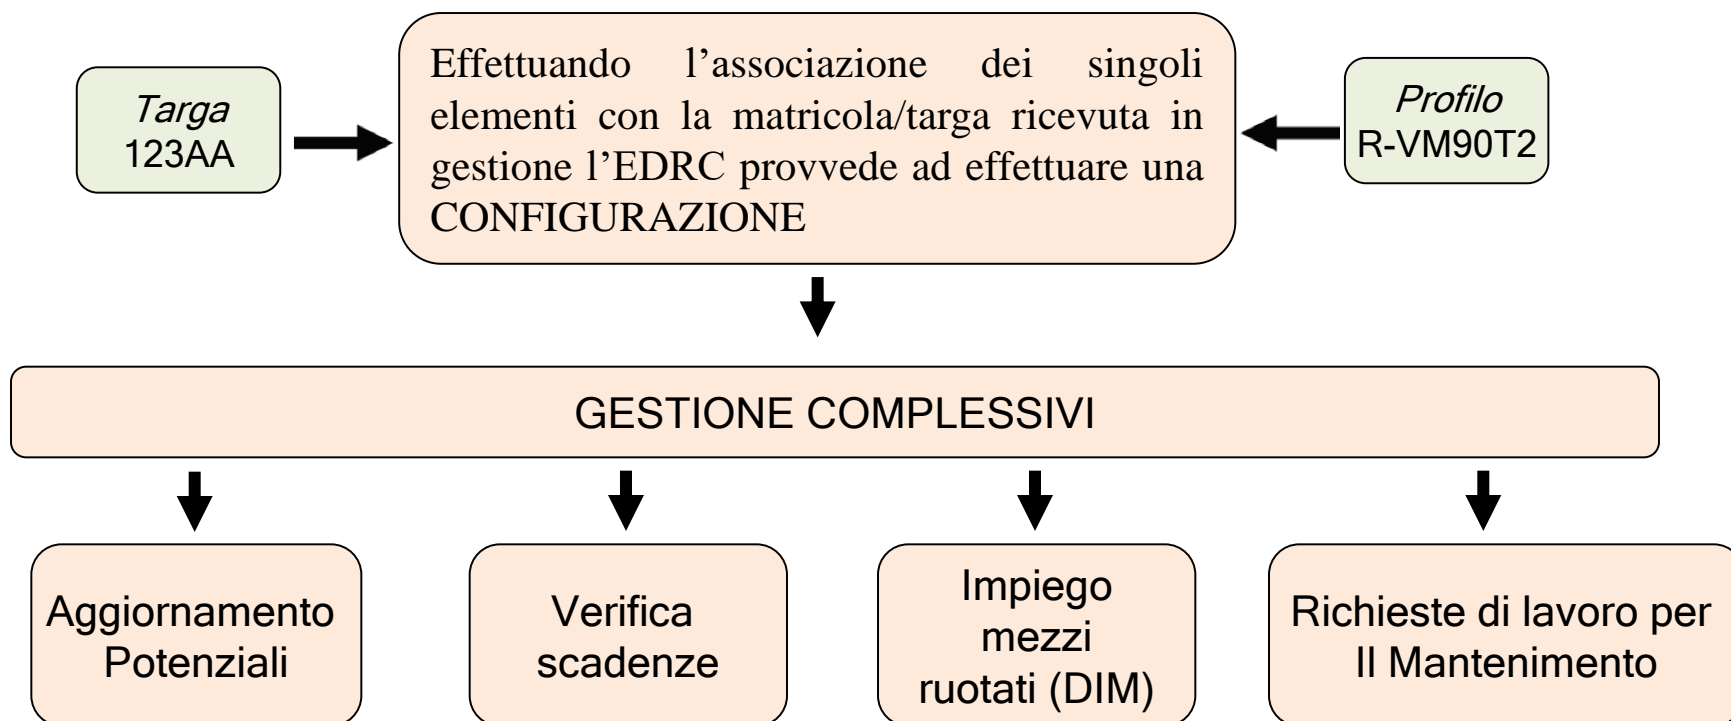 Targa
123AA
Effettuando l’associazione dei singoli
elementi con la matricola/targa ricevuta in
gestione l’EDRC provvede ad effettuare una
CONFIGURAZIONE
Profilo
R-VM90T2
GESTIONE COMPLESSIVI
Aggiornamento
Potenziali
Verifica
scadenze
Impiego
mezzi
ruotati (DIM)
Richieste di lavoro per
II Mantenimento